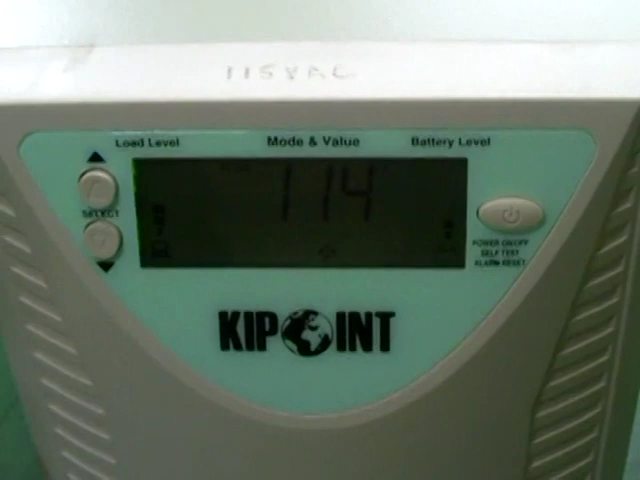 115VAC
Load Level Mode & Value Battery Level
114
SELECT
POWER ON/OFF
SELF TEST
ALARM RESET
KIPOINT